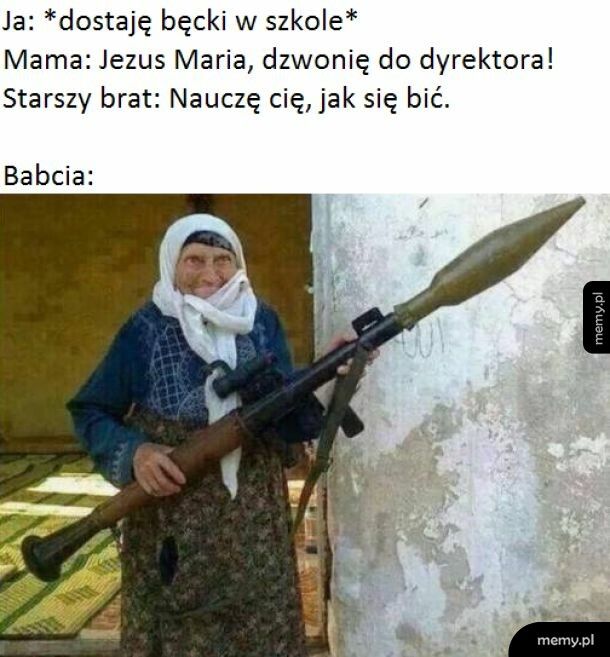 Ja: *dostaję bęcki w szkole*
Mama: Jezus Maria, dzwonię do dyrektora!
Starszy brat: Nauczę cię, jak się bić.
Babcia:
memy.pl
memy.pl